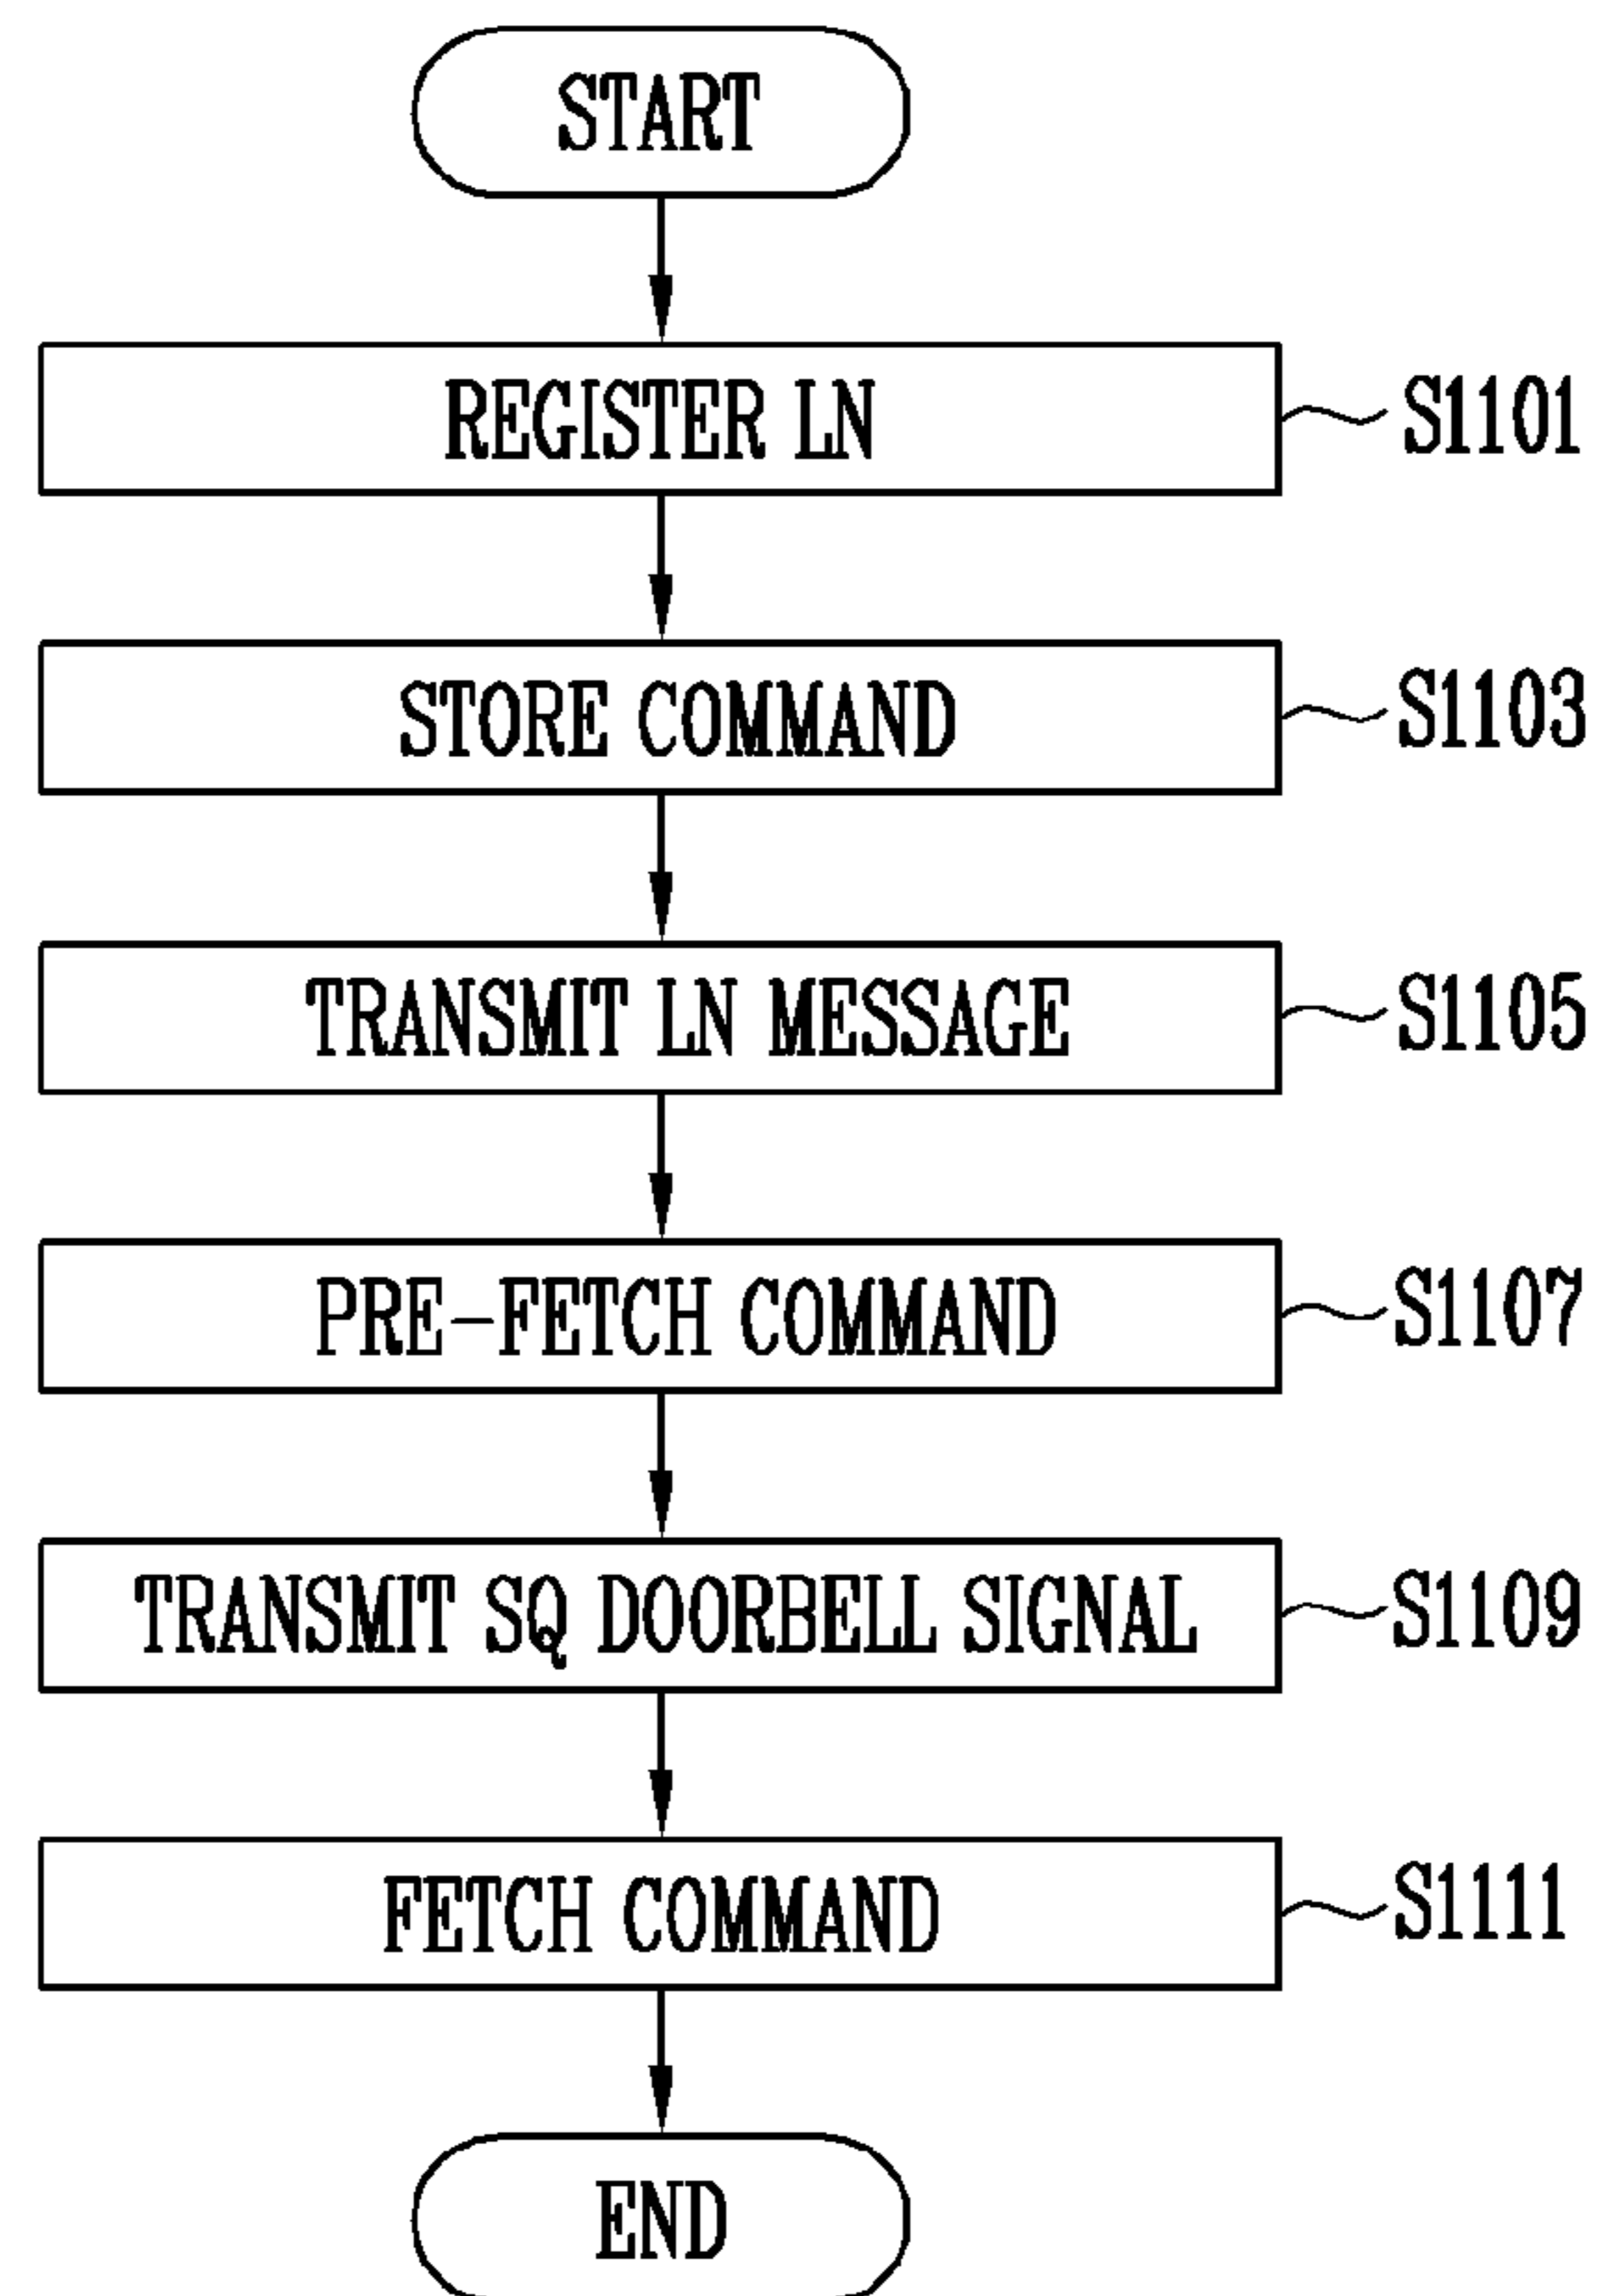 START
REGISTER LN S1101
STORE COMMAND S1103
TRANSMIT LN MESSAGE S1105
PRE-FETCH COMMAND S1107
TRANSMIT SQ DOORBELL SIGNAL S1109
FETCH COMMAND S1111
END